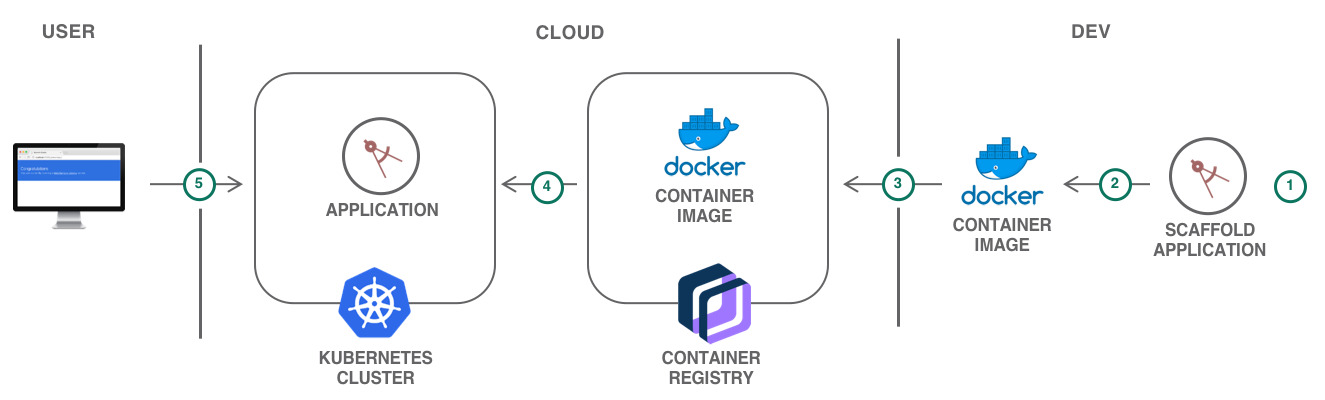 USER
CLOUD
DEV
5
APPLICATION
KUBERNETES
CLUSTER
4
docker
CONTAINER
IMAGE
CONTAINER
REGISTRY
3
docker
CONTAINER
IMAGE
2
SCAFFOLD
APPLICATION
1